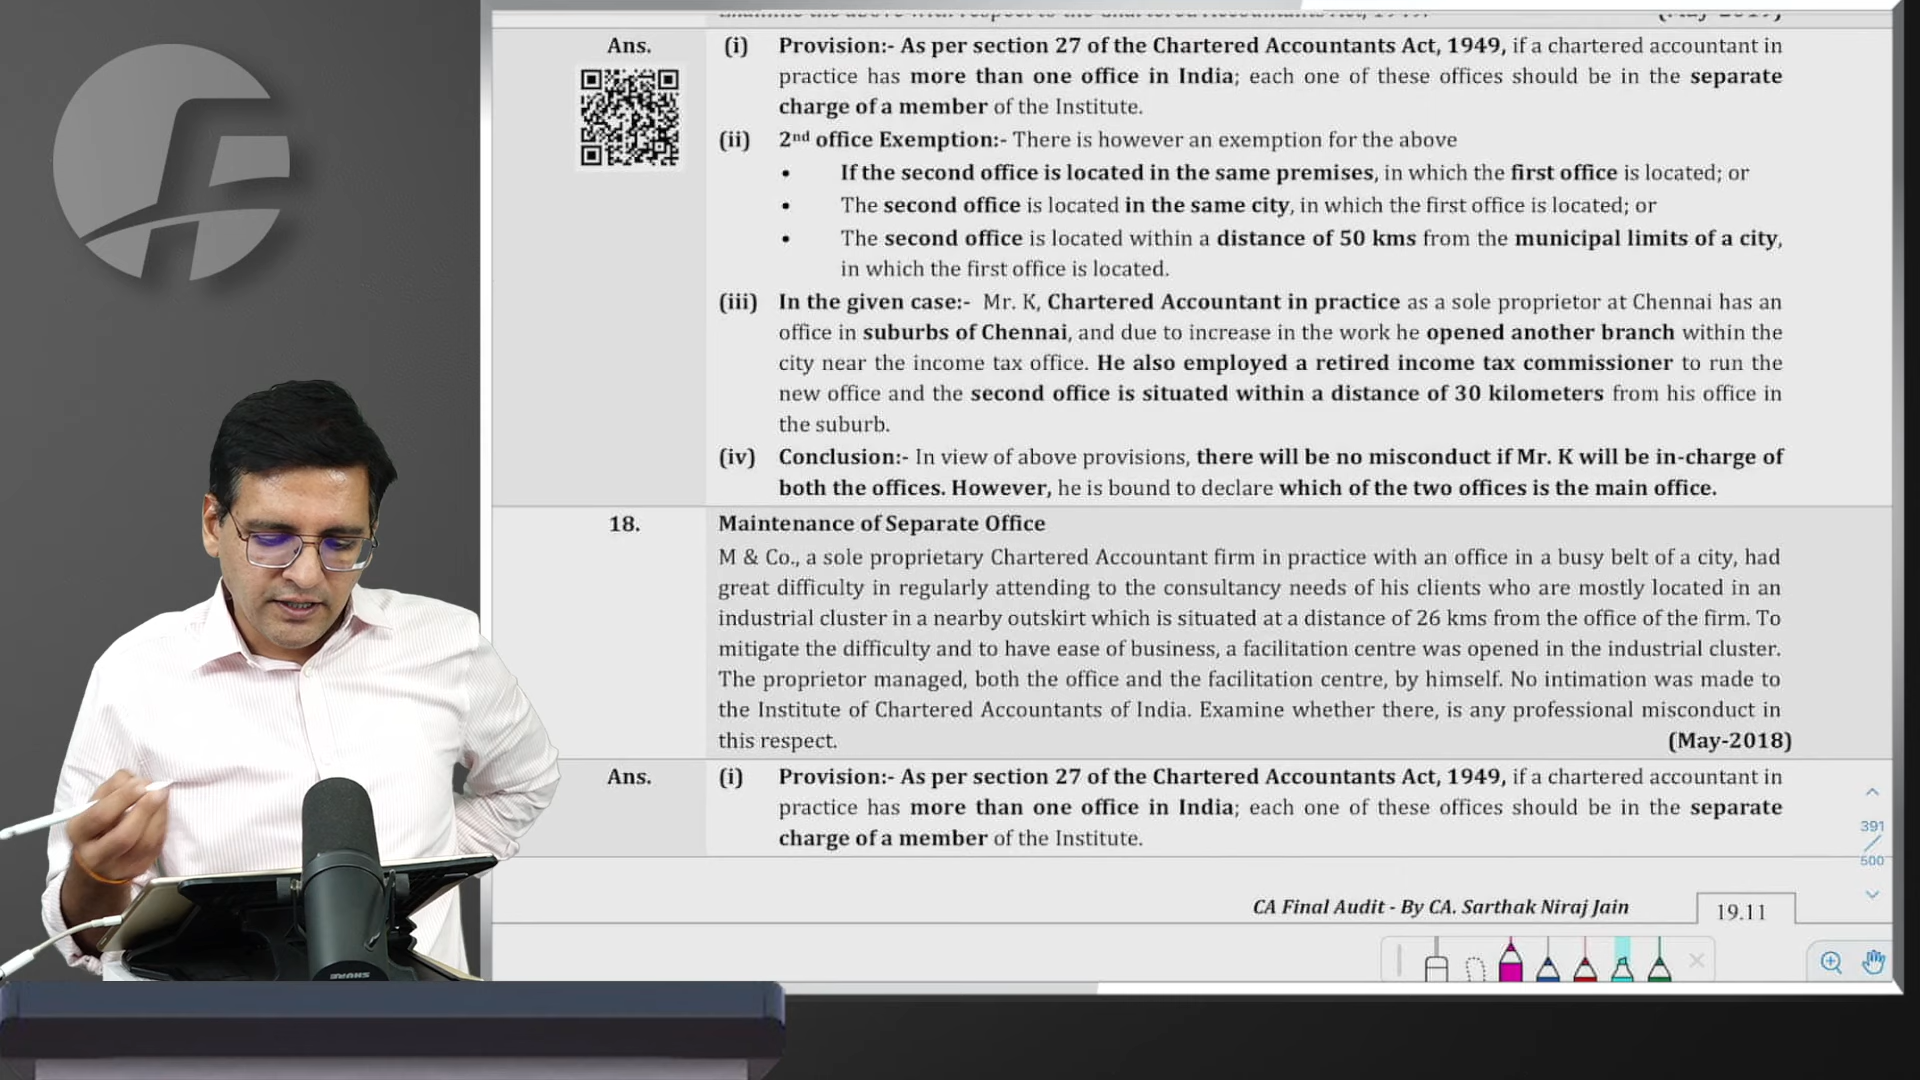 Ans.
(i) Provision:- As per section 27 of the Chartered Accountants Act, 1949, if a chartered accountant in
practice has more than one office in India; each one of these offices should be in the separate
charge of a member of the Institute.
(ii) 2nd office Exemption:- There is however an exemption for the above
• If the second office is located in the same premises, in which the first office is located; or
• The second office is located in the same city, in which the first office is located; or
• The second office is located within a distance of 50 kms from the municipal limits of a city,
in which the first office is located.
(iii) In the given case:- Mr. K, Chartered Accountant in practice as a sole proprietor at Chennai has an
office in suburbs of Chennai, and due to increase in the work he opened another branch within the
city near the income tax office. He also employed a retired income tax commissioner to run the
new office and the second office is situated within a distance of 30 kilometers from his office in
the suburb.
(iv) Conclusion:- In view of above provisions, there will be no misconduct if Mr. K will be in-charge of
both the offices. However, he is bound to declare which of the two offices is the main office.
18. Maintenance of Separate Office
M & Co., a sole proprietary Chartered Accountant firm in practice with an office in a busy belt of a city, had
great difficulty in regularly attending to the consultancy needs of his clients who are mostly located in an
industrial cluster in a nearby outskirt which is situated at a distance of 26 kms from the office of the firm. To
mitigate the difficulty and to have ease of business, a facilitation centre was opened in the industrial cluster.
The proprietor managed, both the office and the facilitation centre, by himself. No intimation was made to
the Institute of Chartered Accountants of India. Examine whether there, is any professional misconduct in
this respect. (May-2018)
Ans. (i) Provision:- As per section 27 of the Chartered Accountants Act, 1949, if a chartered accountant in
practice has more than one office in India; each one of these offices should be in the separate
charge of a member of the Institute.
391
/
500
CA Final Audit - By CA. Sarthak Niraj Jain
19.11
SHURE